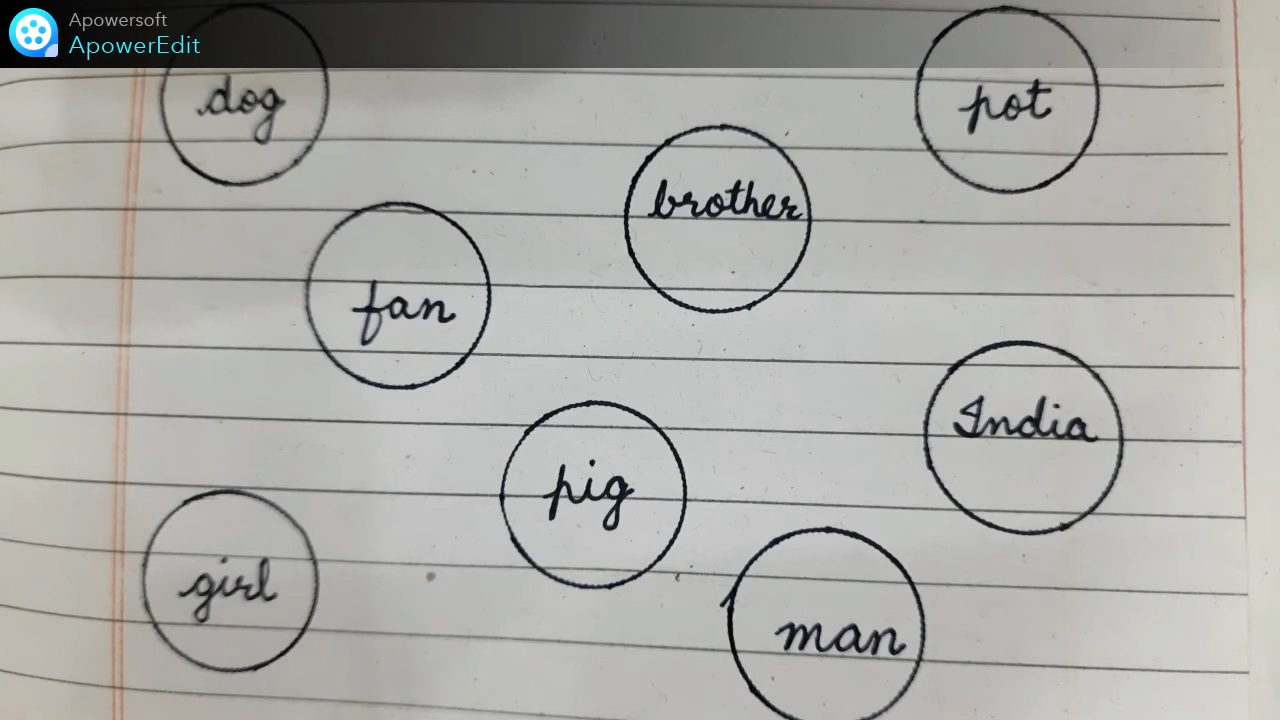 Apowersoft
ApowerEdit
dog
pot
brother
fan
India
pig
girl
man